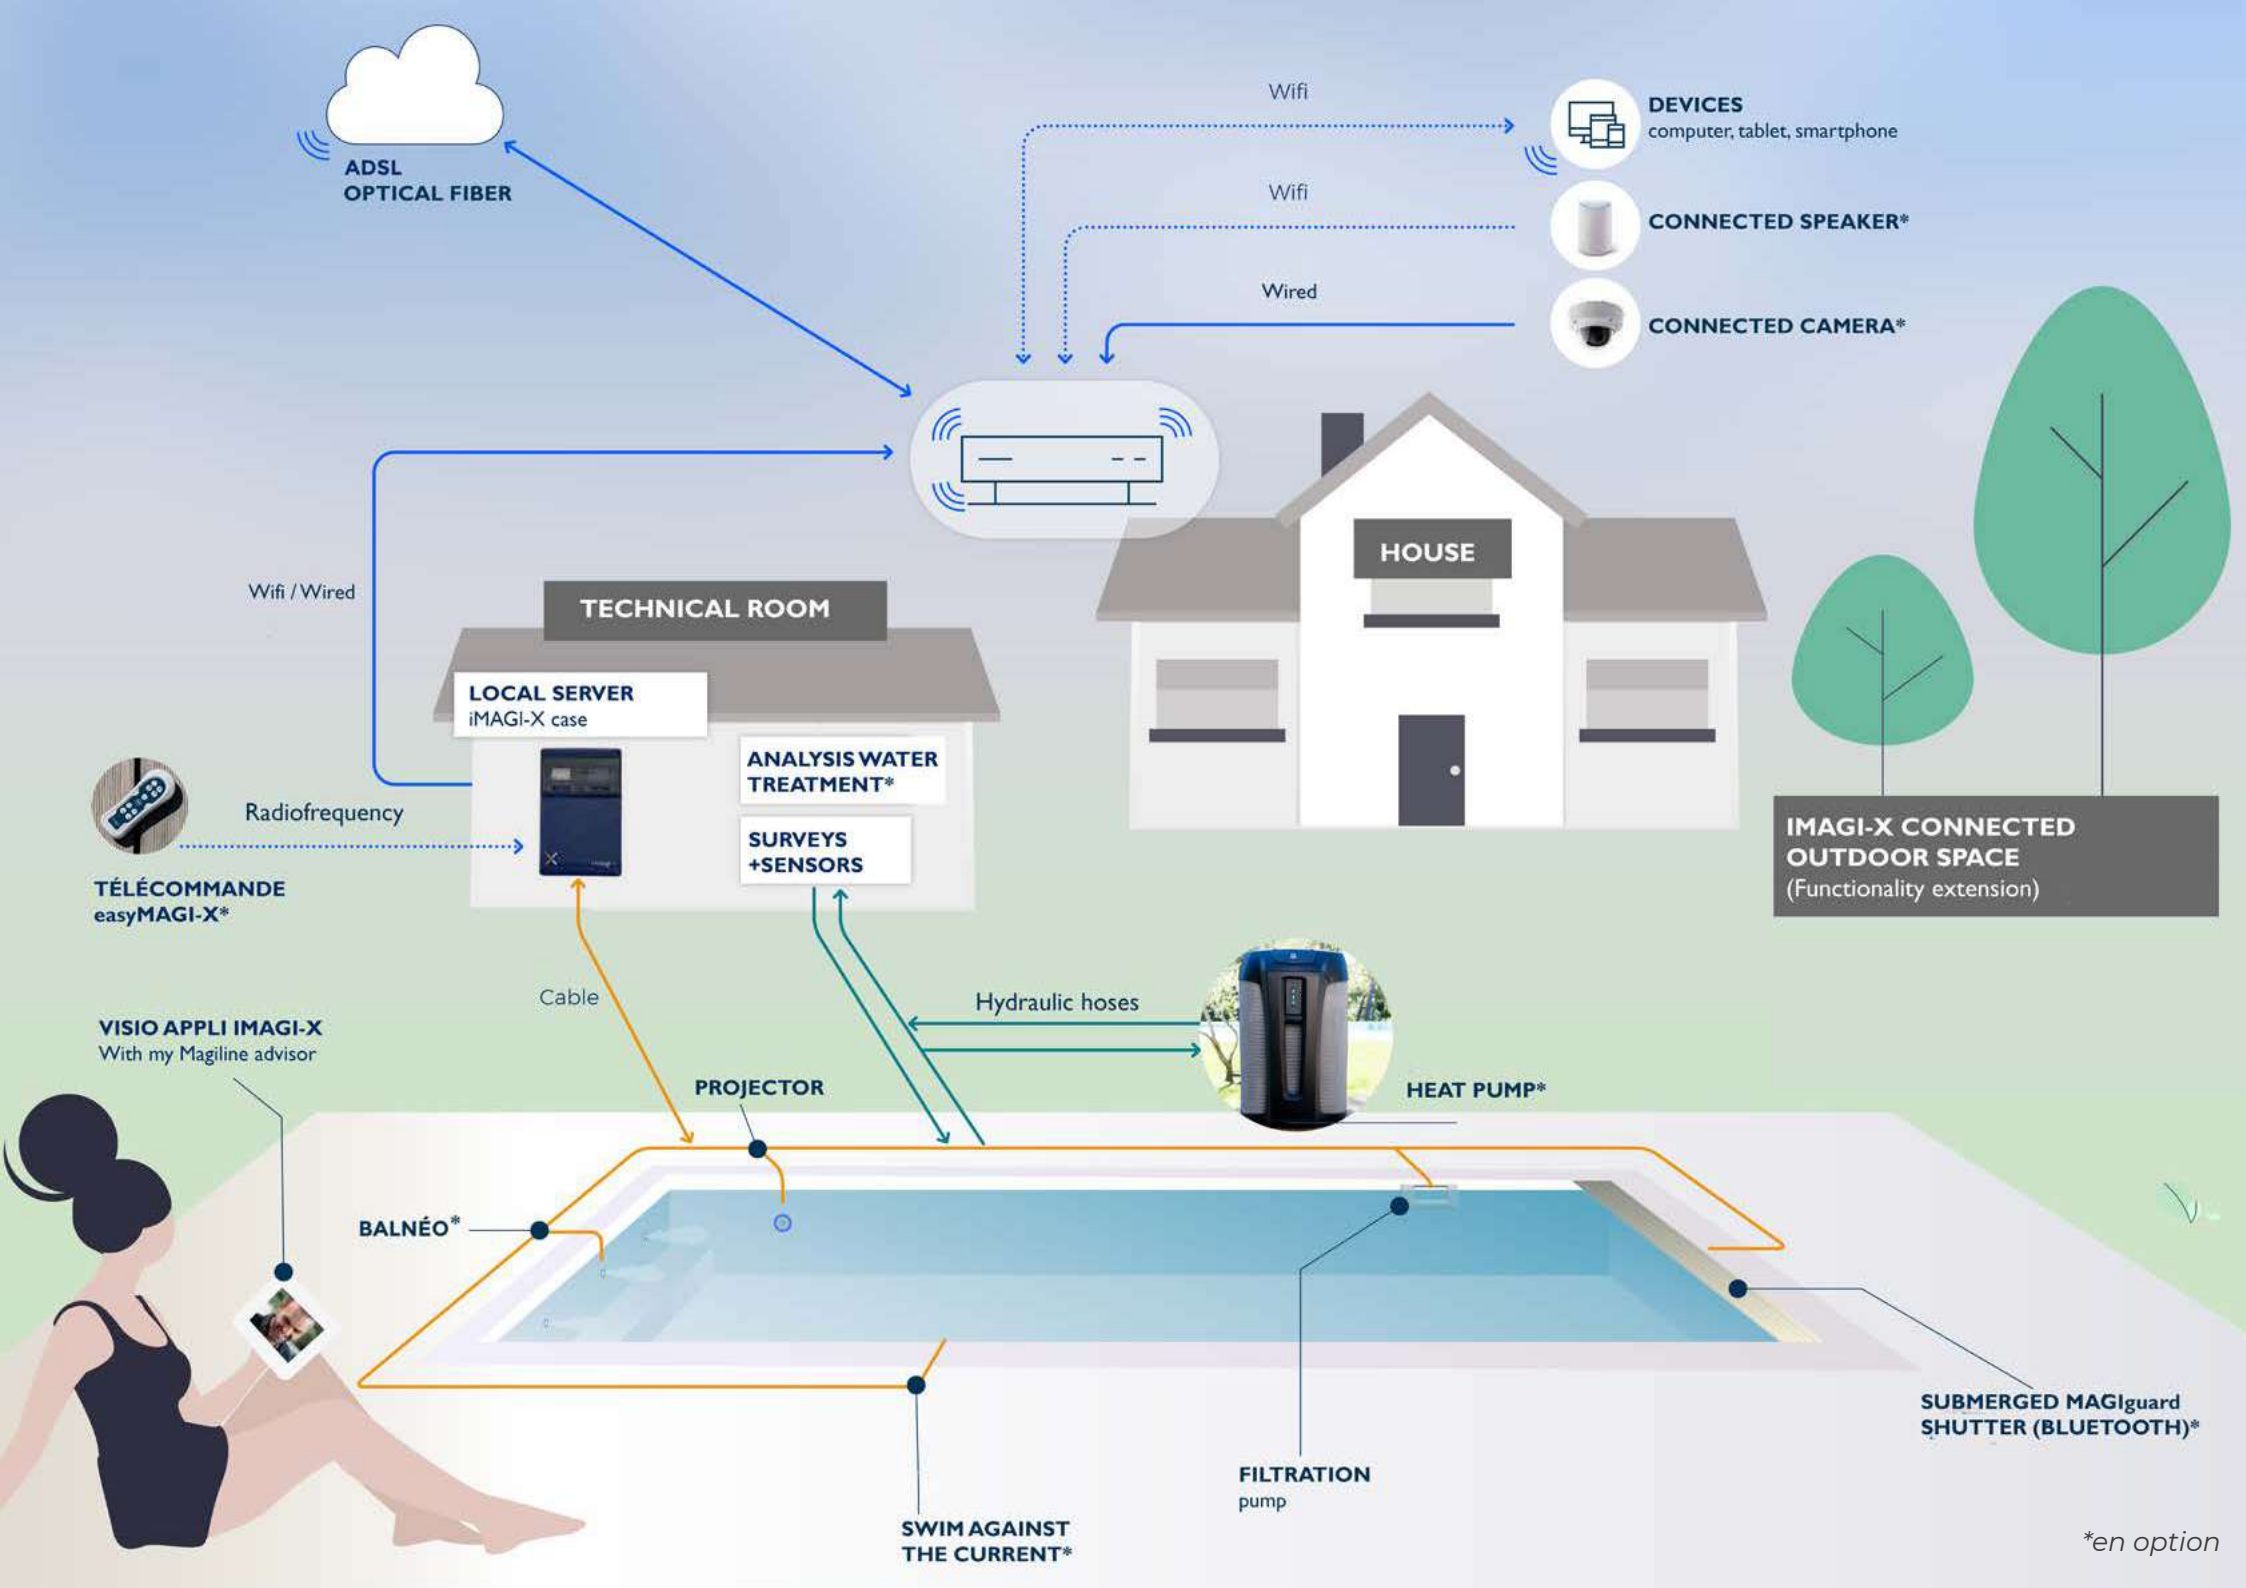 Wifi
DEVICES
computer, tablet, smartphone
ADSL
OPTICAL FIBER
Wifi
CONNECTED SPEAKER*
Wired
CONNECTED CAMERA*
HOUSE
Wifi / Wired
TECHNICAL ROOM
LOCAL SERVER
iMAGI-X case
ANALYSIS WATER
TREATMENT*
Radiofrequency
SURVEYS
+SENSORS
IMAGI-X CONNECTED
OUTDOOR SPACE
(Functionality extension)
TÉLÉCOMMANDE
easyMAGI-X*
Cable
Hydraulic hoses
VISIO APPLI IMAGI-X
With my Magiline advisor
PROJECTOR
HEAT PUMP*
BALNÉO*
SUBMERGED MAGIguard
SHUTTER (BLUETOOTH)*
FILTRATION
pump
SWIM AGAINST
THE CURRENT*
*en option